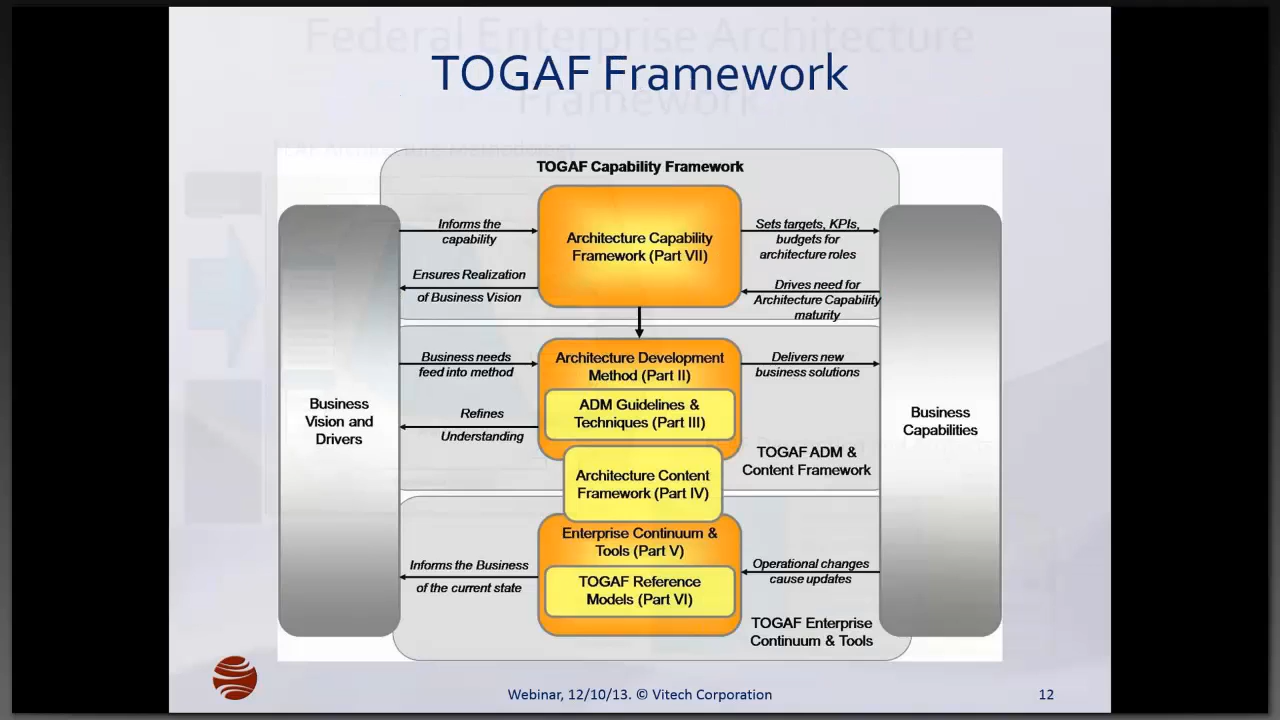 Federal Enterprise Architecture
Framework
TOGAF Framework
TOGAF Capability Framework
Informs the
capability
Ensures Realization
of Business Vision
Architecture Capability
Framework (Part VII)
Sets targets, KPIs,
budgets for
architecture roles
Drives need for
Architecture Capability
maturity
Business
Vision and
Drivers
Business needs
feed into method
Refines
Understanding
Architecture Development
Method (Part II)
ADM Guidelines &
Techniques (Part III)
Architecture Content
Framework (Part IV)
Delivers new
business solutions
TOGAF ADM &
Content Framework
Business
Capabilities
Informs the Business
of the current state
Enterprise Continuum &
Tools (Part V)
TOGAF Reference
Models (Part VI)
Operational changes
cause updates
TOGAF Enterprise
Continuum & Tools
Webinar, 12/10/13. © Vitech Corporation
12